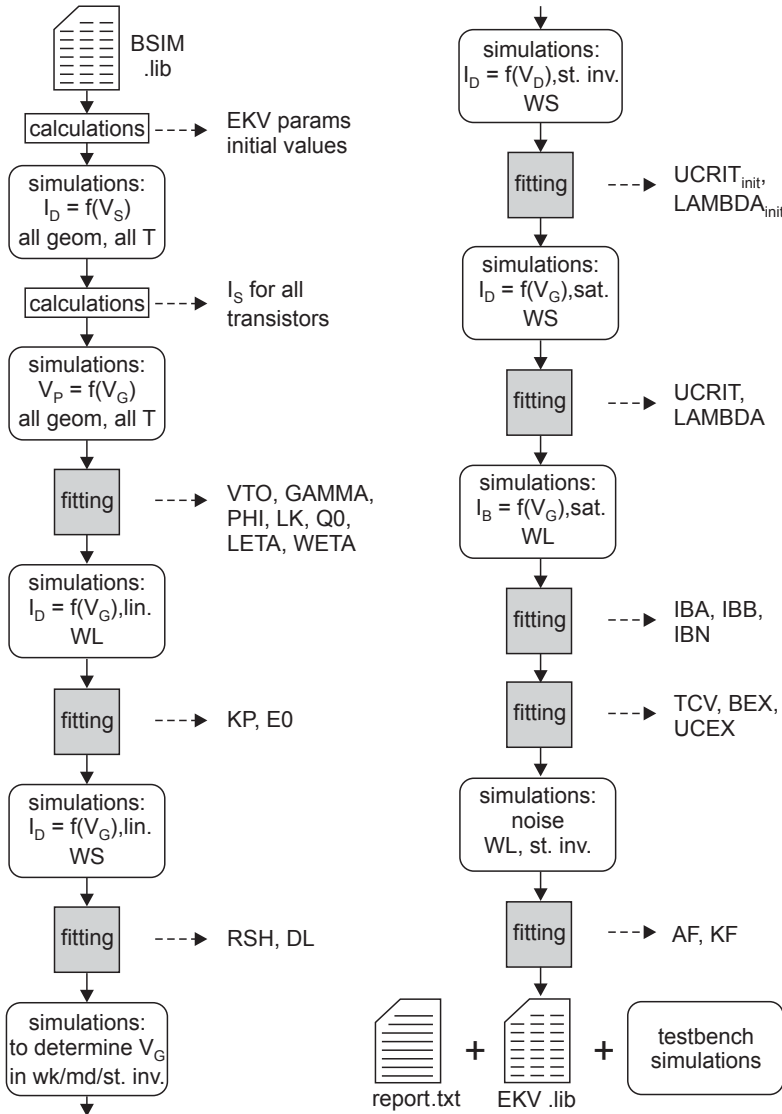 BSIM
.lib
calculations
EKV params
initial values
simulations:
I_D = f(V_S)
all geom, all T
calculations
I_S for all
transistors
simulations:
V_P = f(V_G)
all geom, all T
fitting
VTO, GAMMA,
PHI, LK, Q0,
LETA, WETA
simulations:
I_D = f(V_G),lin.
WL
fitting
KP, E0
simulations:
I_D = f(V_G),lin.
WS
fitting
RSH, DL
simulations:
to determine V_G
in wk/md/st. inv.
simulations:
I_D = f(V_D),st. inv.
WS
fitting
UCRIT_init,
LAMBDA_init
simulations:
I_D = f(V_G),sat.
WS
fitting
UCRIT,
LAMBDA
simulations:
I_B = f(V_G),sat.
WL
fitting
IBA, IBB,
IBN
fitting
TCV, BEX,
UCEX
simulations:
noise
WL, st. inv.
fitting
AF, KF
+ +
report.txt
EKV .lib
testbench
simulations